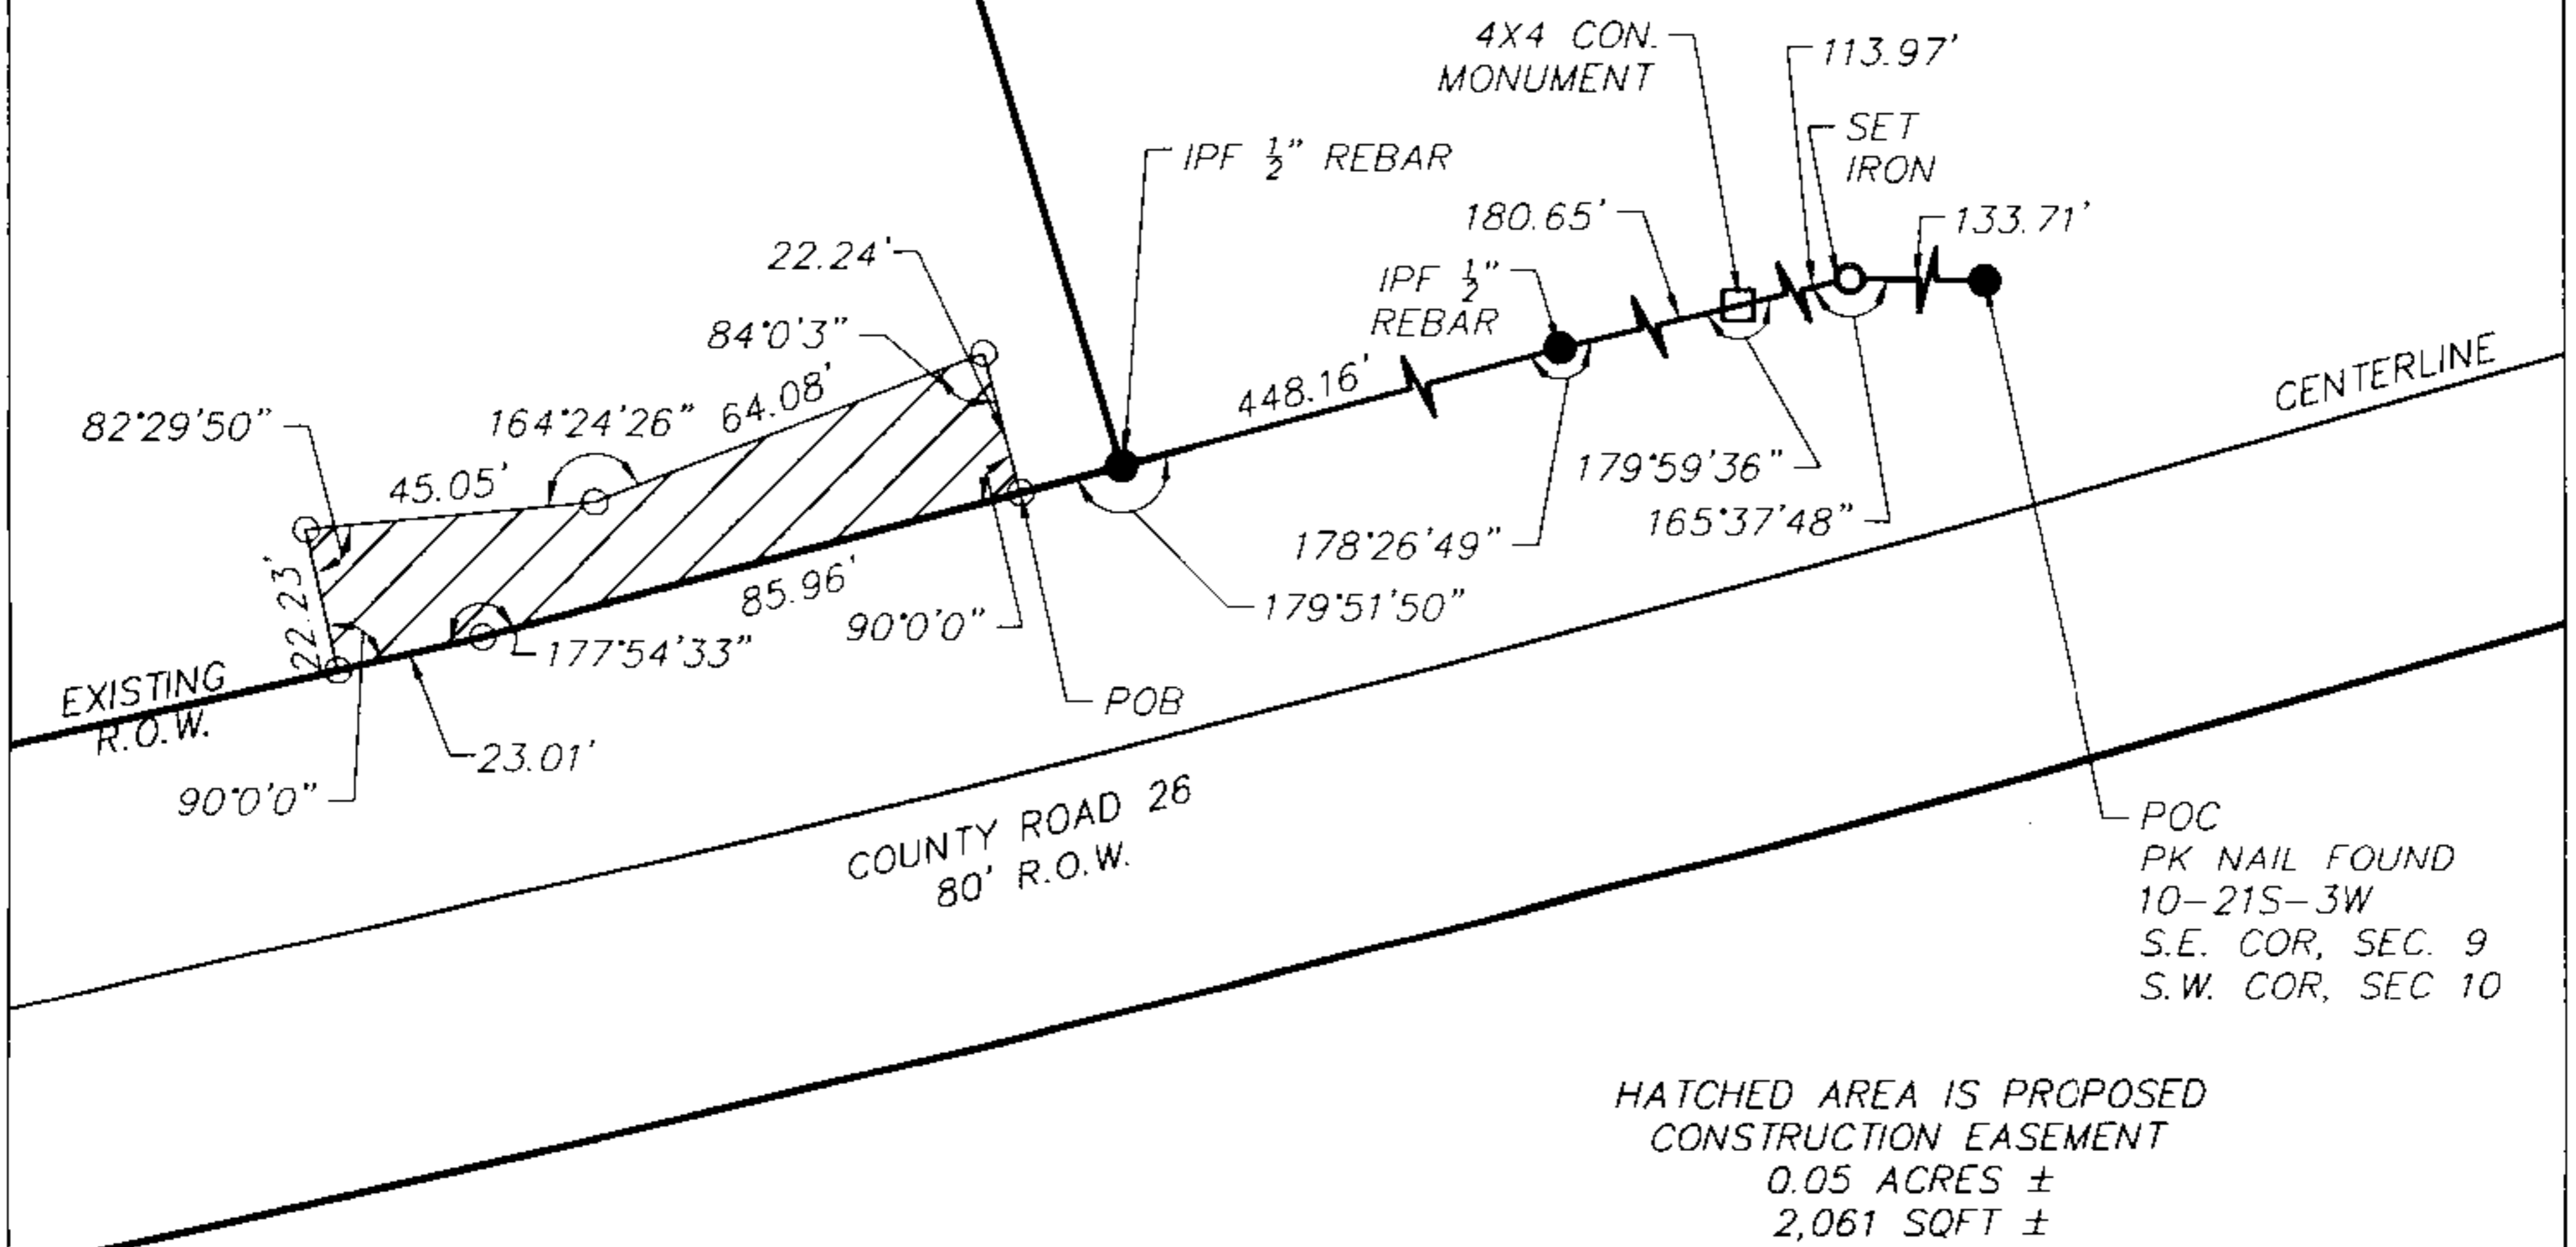 4X4 CON.
MONUMENT
113.97'
SET
IRON
IPF ½" REBAR
180.65'
133.71'
22.24'
IPF ½"
REBAR
84°0'3"
448.16'
CENTERLINE
82°29'50"
164°24'26"
64.08'
45.05'
179°59'36"
165°37'48"
178°26'49"
179°51'50"
22.23'
85.96'
90°0'0"
177°54'33"
EXISTING
R.O.W.
POB
23.01'
90°0'0"
COUNTY ROAD 26
80' R.O.W.
POC
PK NAIL FOUND
10-21S-3W
S.E. COR, SEC. 9
S.W. COR, SEC 10
HATCHED AREA IS PROPOSED
CONSTRUCTION EASEMENT
0.05 ACRES ±
2,061 SQFT ±